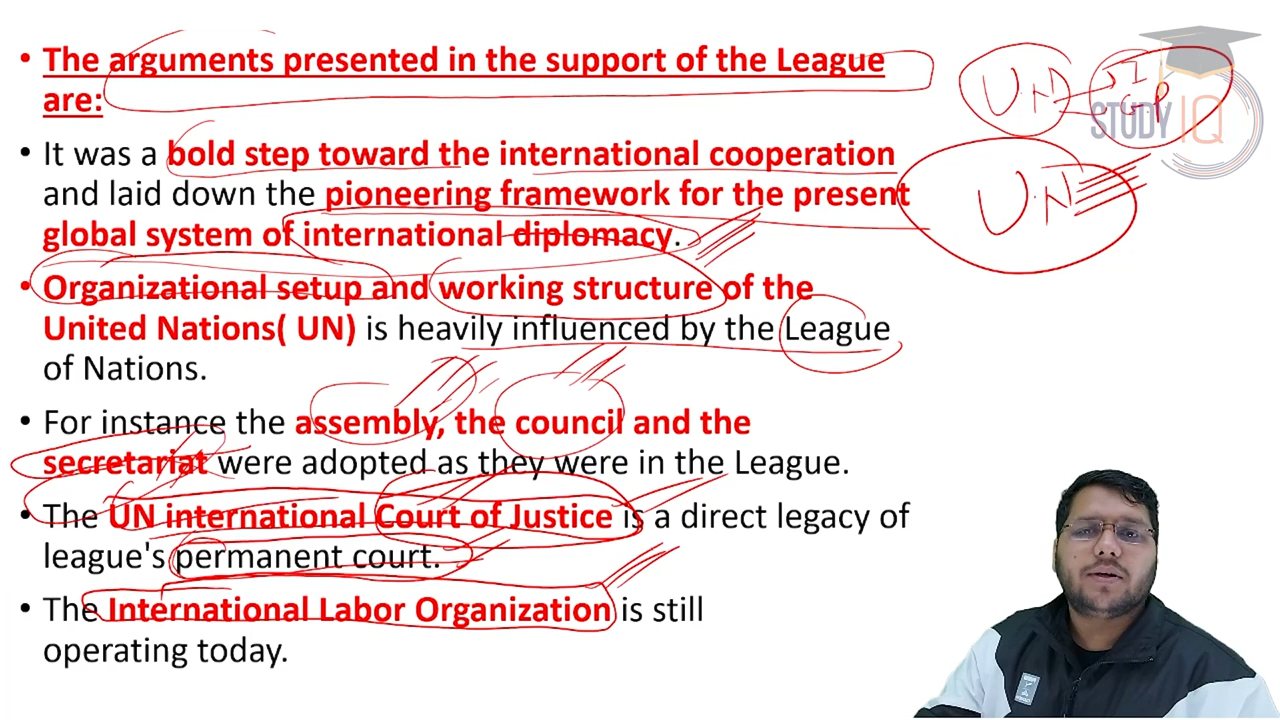 • The arguments presented in the support of the League
are:
• It was a bold step toward the international cooperation
and laid down the pioneering framework for the present
global system of international diplomacy.
• Organizational setup and working structure of the
United Nations( UN) is heavily influenced by the League
of Nations.
• For instance the assembly, the council and the
secretariat were adopted as they were in the League.
• The UN international Court of Justice is a direct legacy of
league's permanent court.
• The International Labor Organization is still
operating today.
U.N
STUDY IQ
U.N